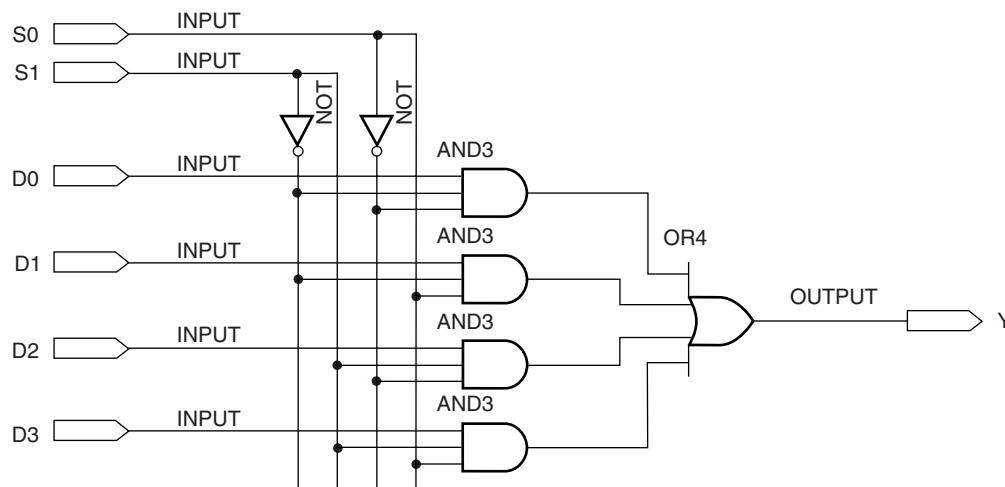 S0 INPUT
S1 INPUT
NOT NOT
D0 INPUT AND3
D1 INPUT AND3
OR4
OUTPUT Y
D2 INPUT AND3
D3 INPUT AND3